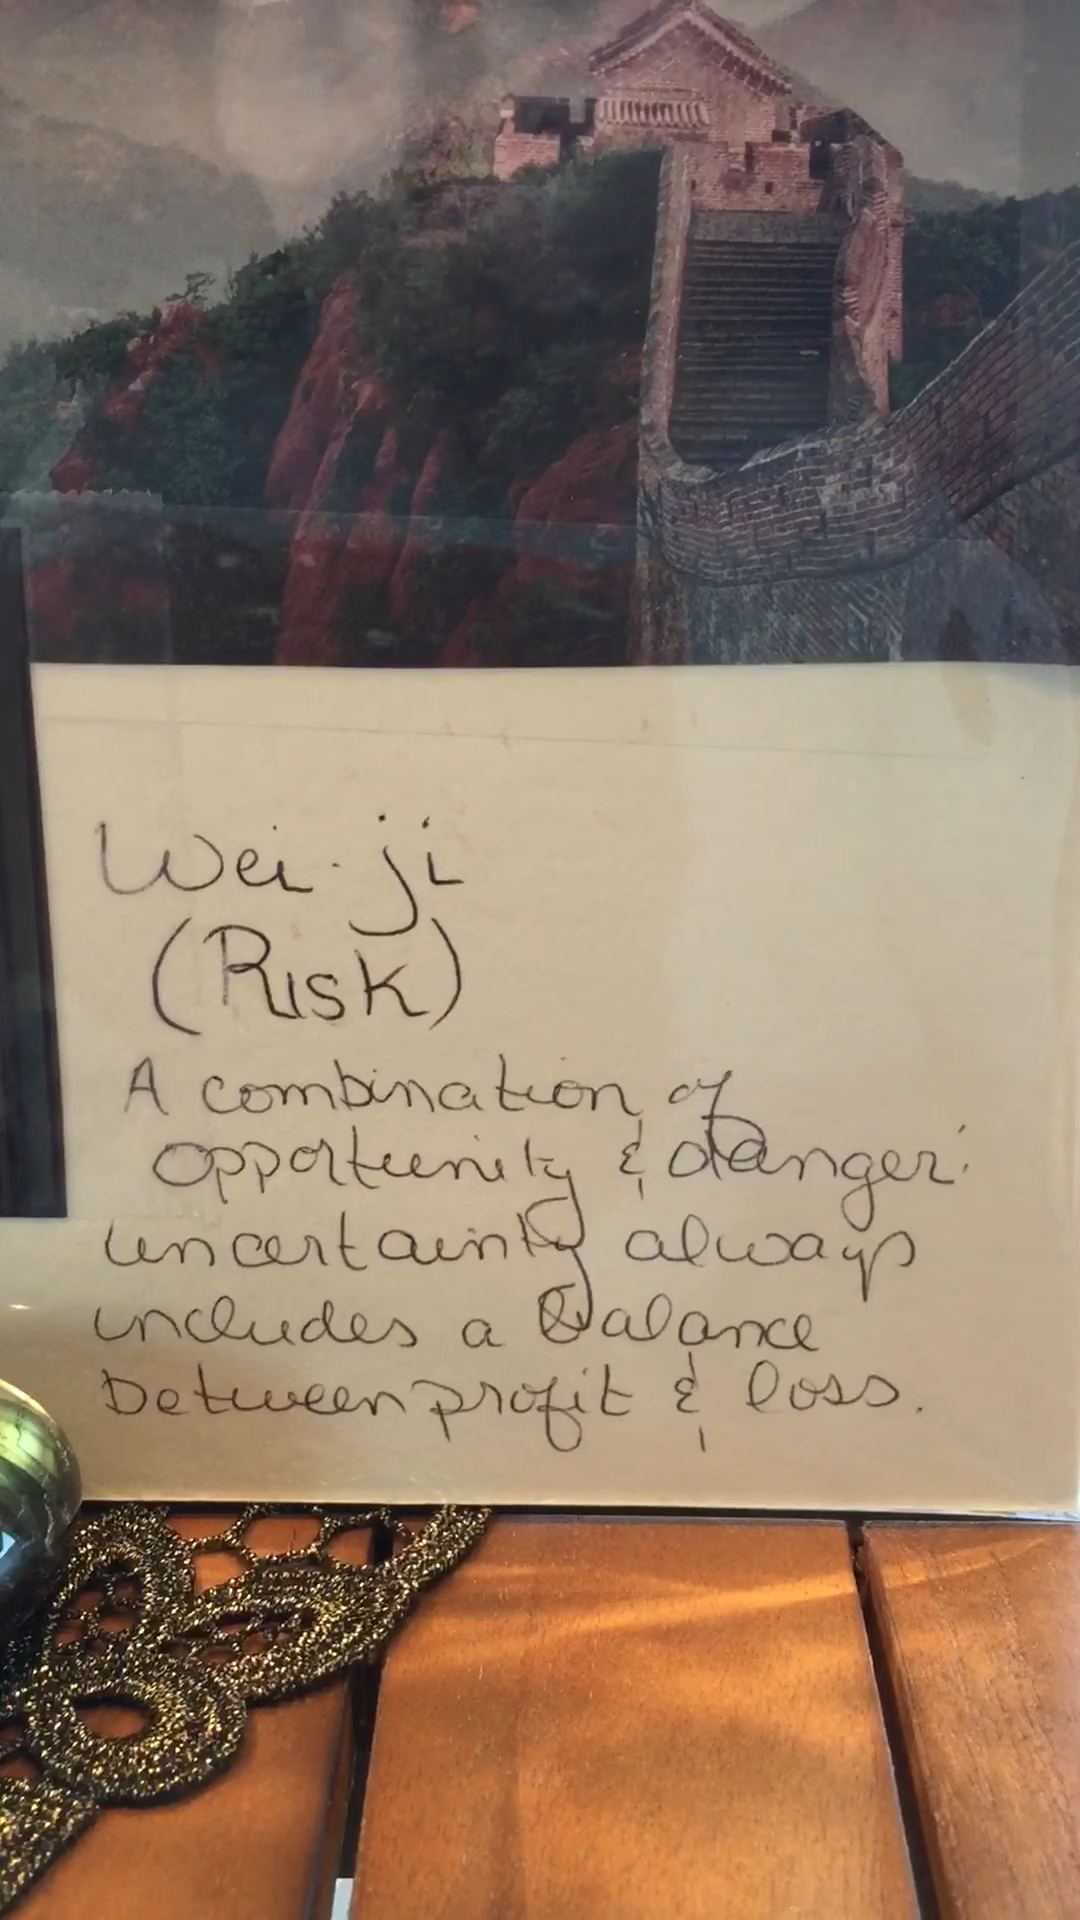 Wei-ji
(Risk)
A combination of
opportunity & danger:
uncertainty always
includes a balance
between profit & loss.